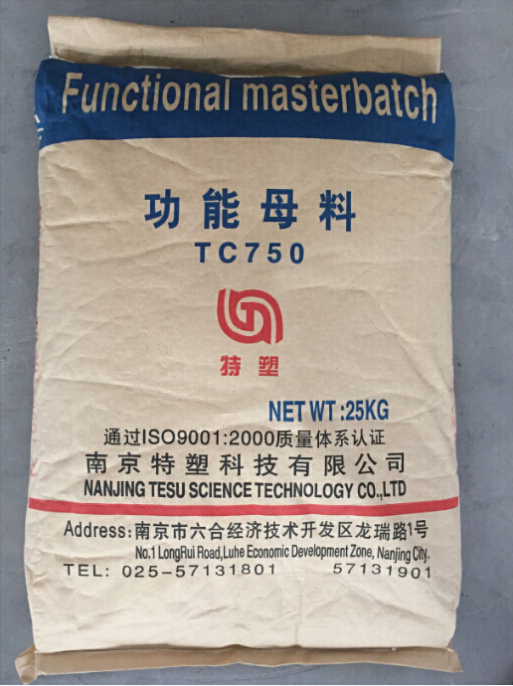 Functional masterbatch
功能母料
TC750
特塑
NET WT :25KG
通过ISO9001:2000质量体系认证
南京特塑科技有限公司
NANJING TESU SCIENCE TECHNOLOGY CO.,LTD
Address:南京市六合经济技术开发区龙瑞路1号
No.1 LongRui Road,Luhe Economic Development Zone, Nanjing City.
TEL: 025-57131801 57131901